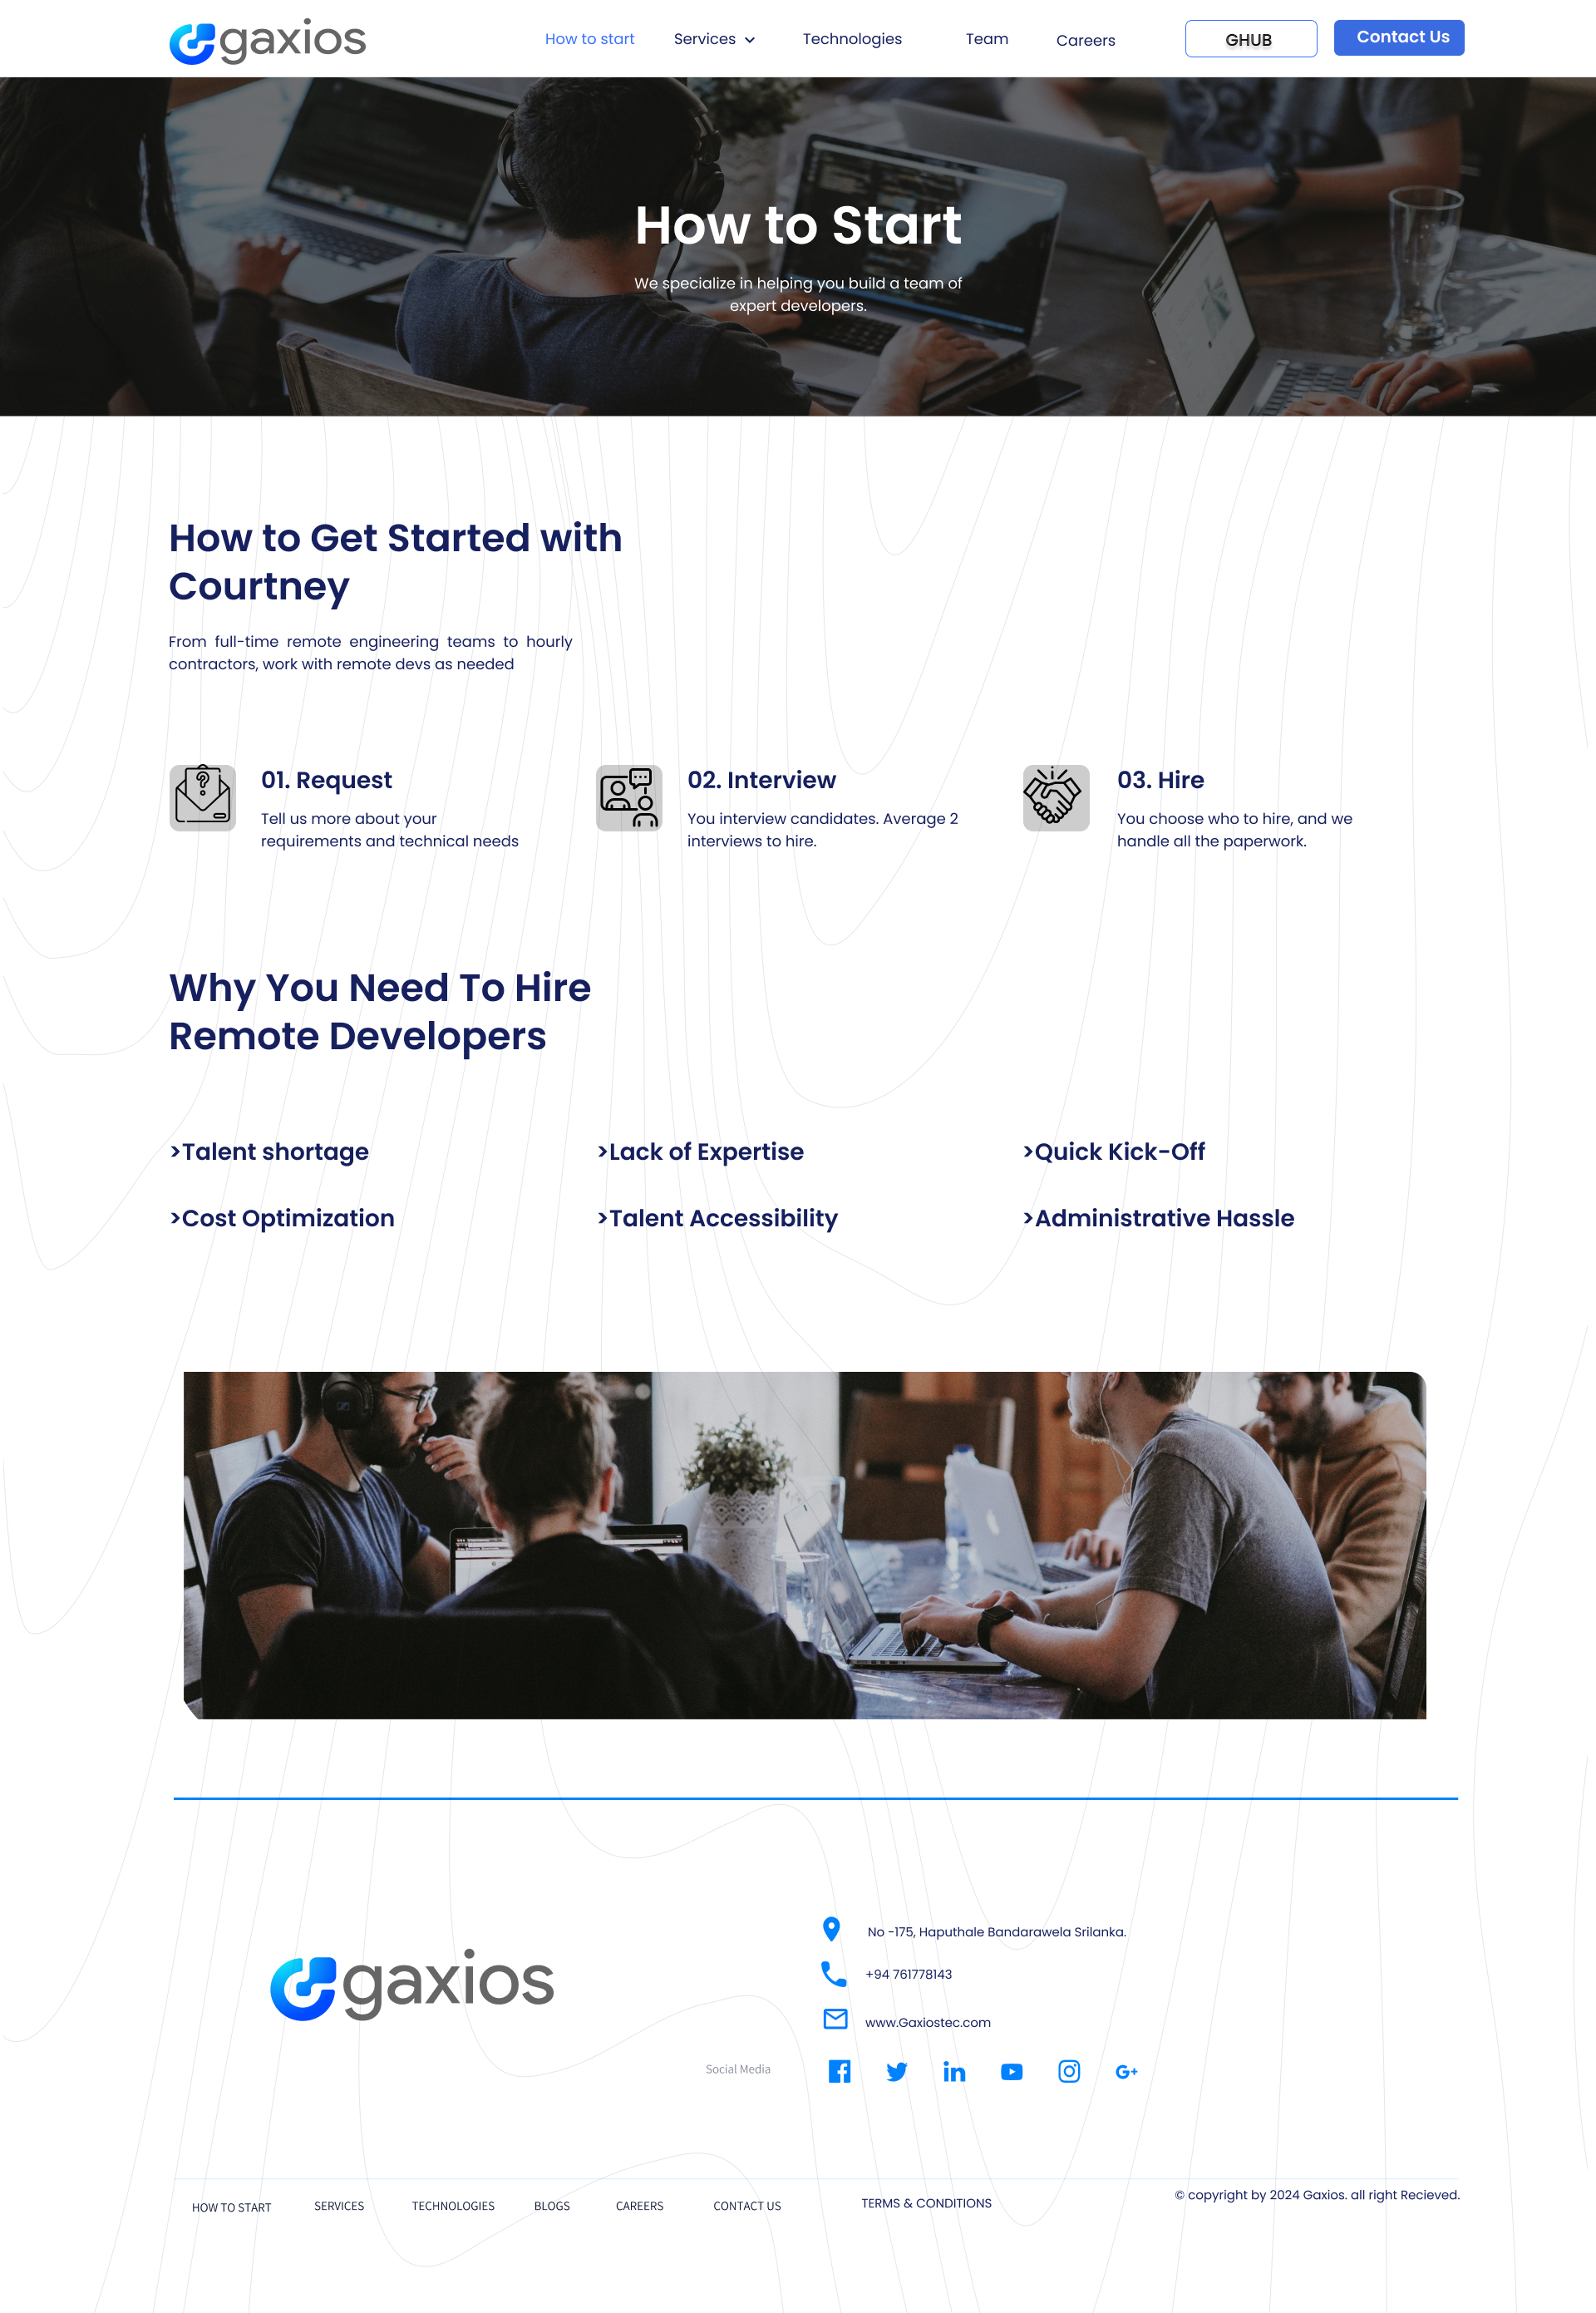 gaxios
How to start
Services
Technologies
Team
Careers
GHUB
Contact Us
How to Start
We specialize in helping you build a team of
expert developers.
How to Get Started with
Courtney
From full-time remote engineering teams to hourly
contractors, work with remote devs as needed
01. Request
Tell us more about your
requirements and technical needs
02. Interview
You interview candidates. Average 2
interviews to hire.
03. Hire
You choose who to hire, and we
handle all the paperwork.
Why You Need To Hire
Remote Developers
>Talent shortage
>Lack of Expertise
>Quick Kick-Off
>Cost Optimization
>Talent Accessibility
>Administrative Hassle
gaxios
No -175, Haputhale Bandarawela Srilanka.
+94 761778143
www.Gaxiostec.com
Social Media
HOW TO START
SERVICES
TECHNOLOGIES
BLOGS
CAREERS
CONTACT US
TERMS & CONDITIONS
© copyright by 2024 Gaxios. all right Recieved.